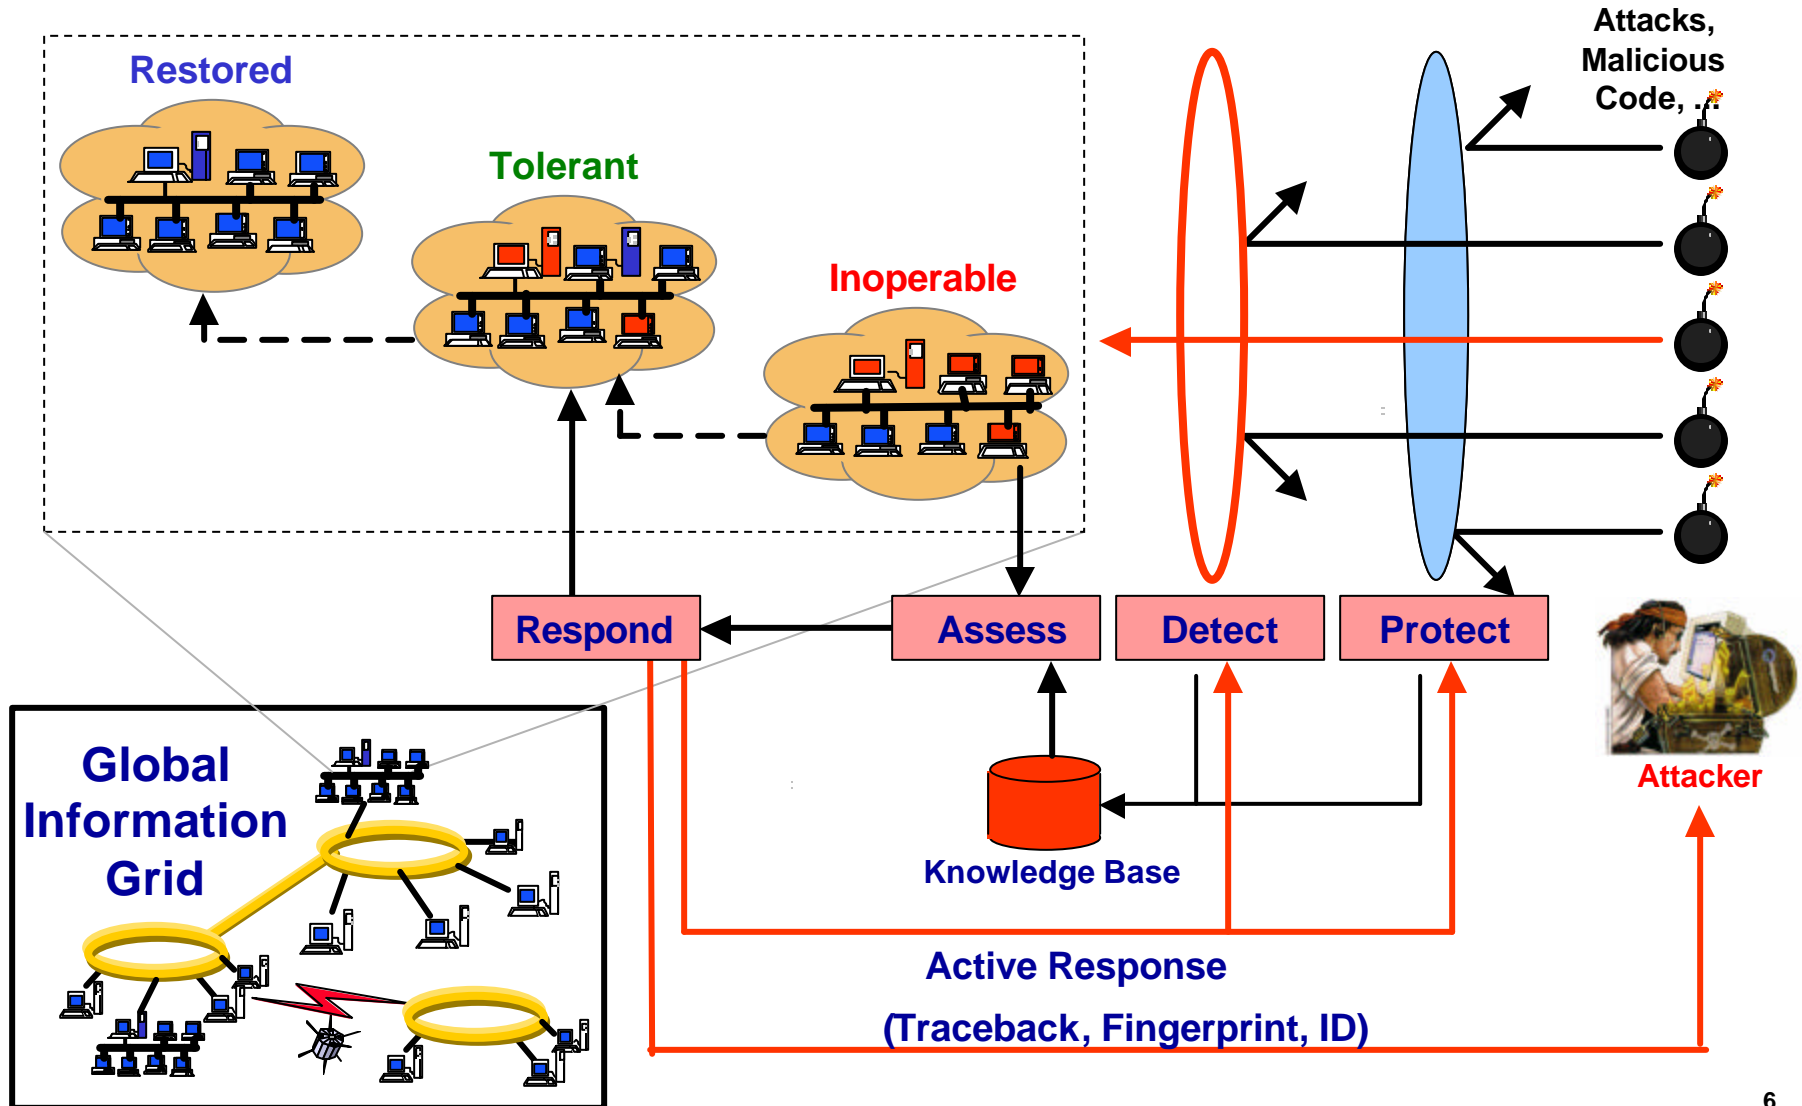 Attacks,
Malicious
Code, ...
Restored
Tolerant
Inoperable
Respond
Assess
Detect
Protect
Global
Information
Grid
Knowledge Base
Attacker
Active Response
(Traceback, Fingerprint, ID)
6